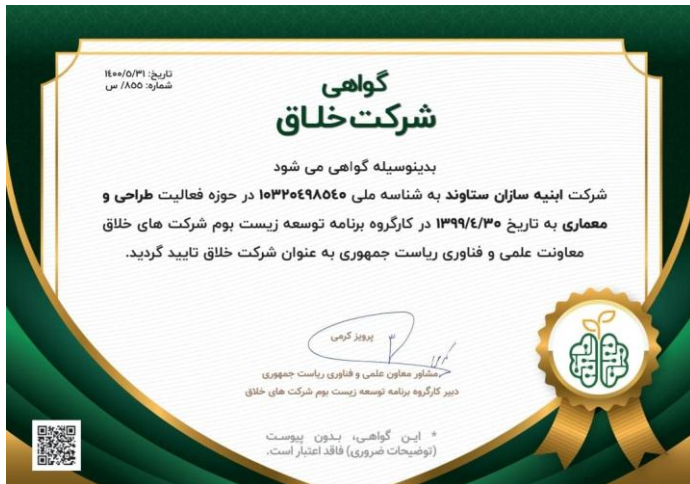 تاریخ: ۱٤۰۰/۵/۳۱
شماره: ۸۵۵/ س
گواهی
شرکت خلاق
بدینوسیله گواهی می شود
شرکت ابنیه سازان ستاوند به شناسه ملی ۱۰۳۲۰٤۹۸۵٤۰ در حوزه فعالیت طراحی و
معماری به تاریخ ۱۳۹۹/٤/۳۰ در کارگروه برنامه توسعه زیست بوم شرکت های خلاق
معاونت علمی و فناوری ریاست جمهوری به عنوان شرکت خلاق تایید گردید.
پرویز کرمی
مشاور معاون علمی و فناوری ریاست جمهوری
دبیر کارگروه برنامه توسعه زیست بوم شرکت های خلاق
* این گواهی، بدون پیوست
(توضیحات ضروری) فاقد اعتبار است.